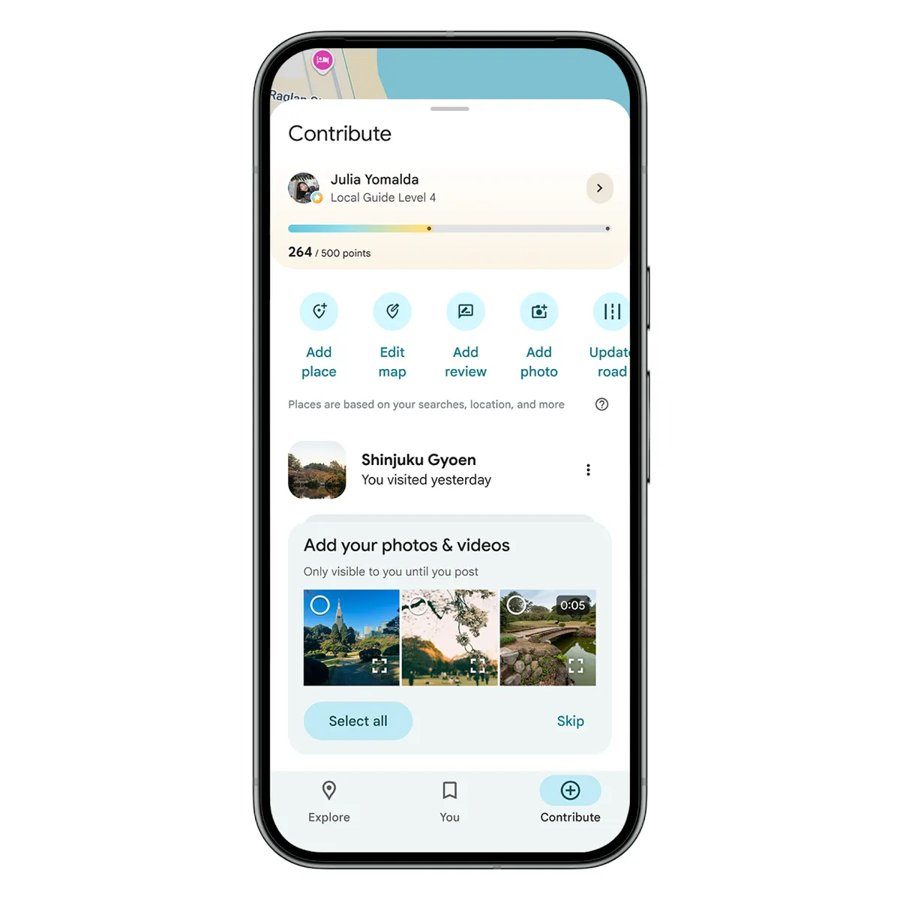 Contribute
Julia Yomalda
Local Guide Level 4
264 / 500 points
Add place
Edit map
Add review
Add photo
Update road
Places are based on your searches, location, and more
Shinjuku Gyoen
You visited yesterday
Add your photos & videos
Only visible to you until you post
0:05
Select all
Skip
Explore
You
Contribute